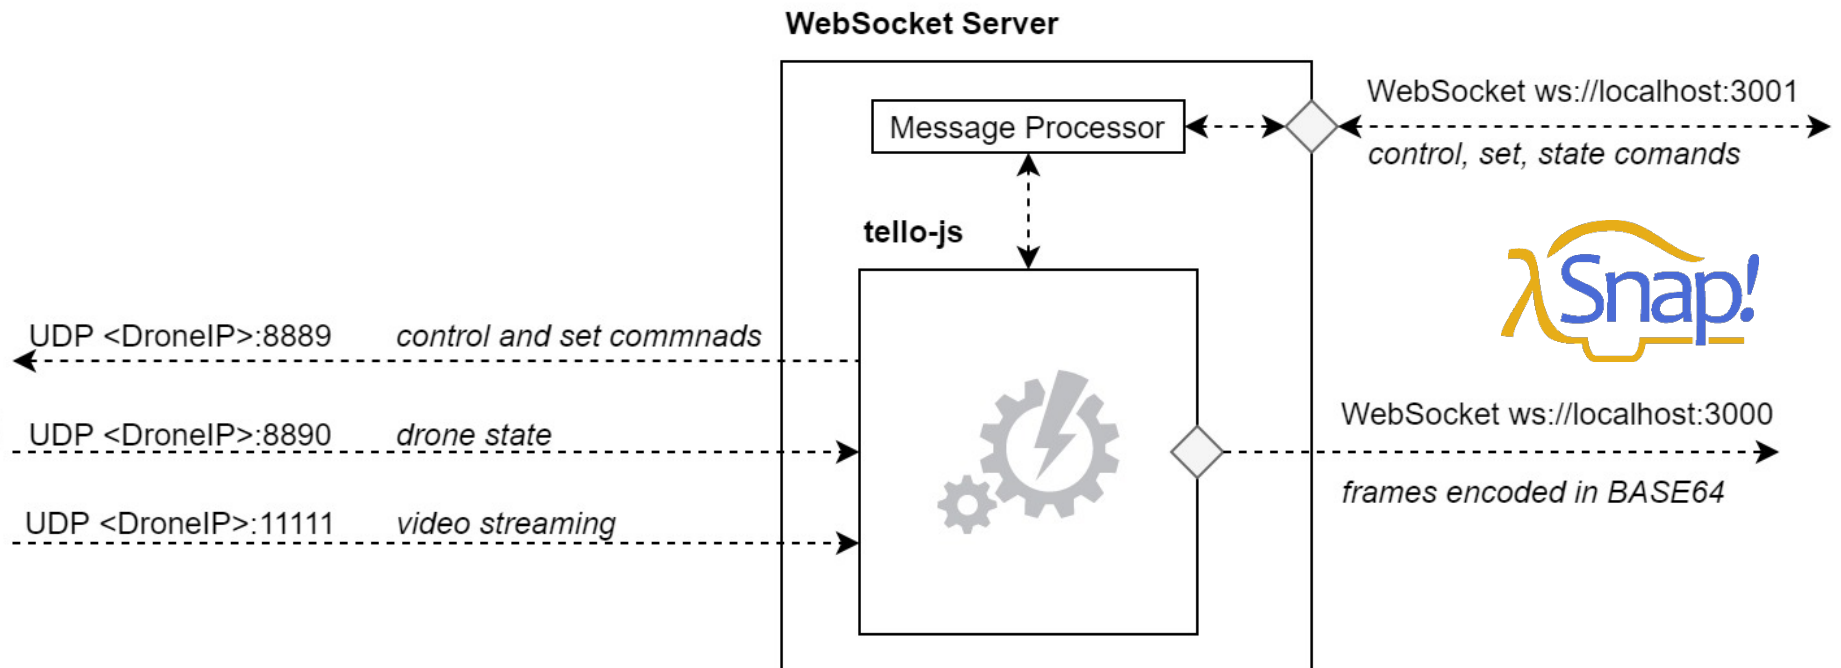 WebSocket Server
WebSocket ws://localhost:3001
Message Processor
control, set, state comands
tello-js
λSnap!
UDP <DroneIP>:8889 control and set commnads
WebSocket ws://localhost:3000
UDP <DroneIP>:8890 drone state
frames encoded in BASE64
UDP <DroneIP>:11111 video streaming